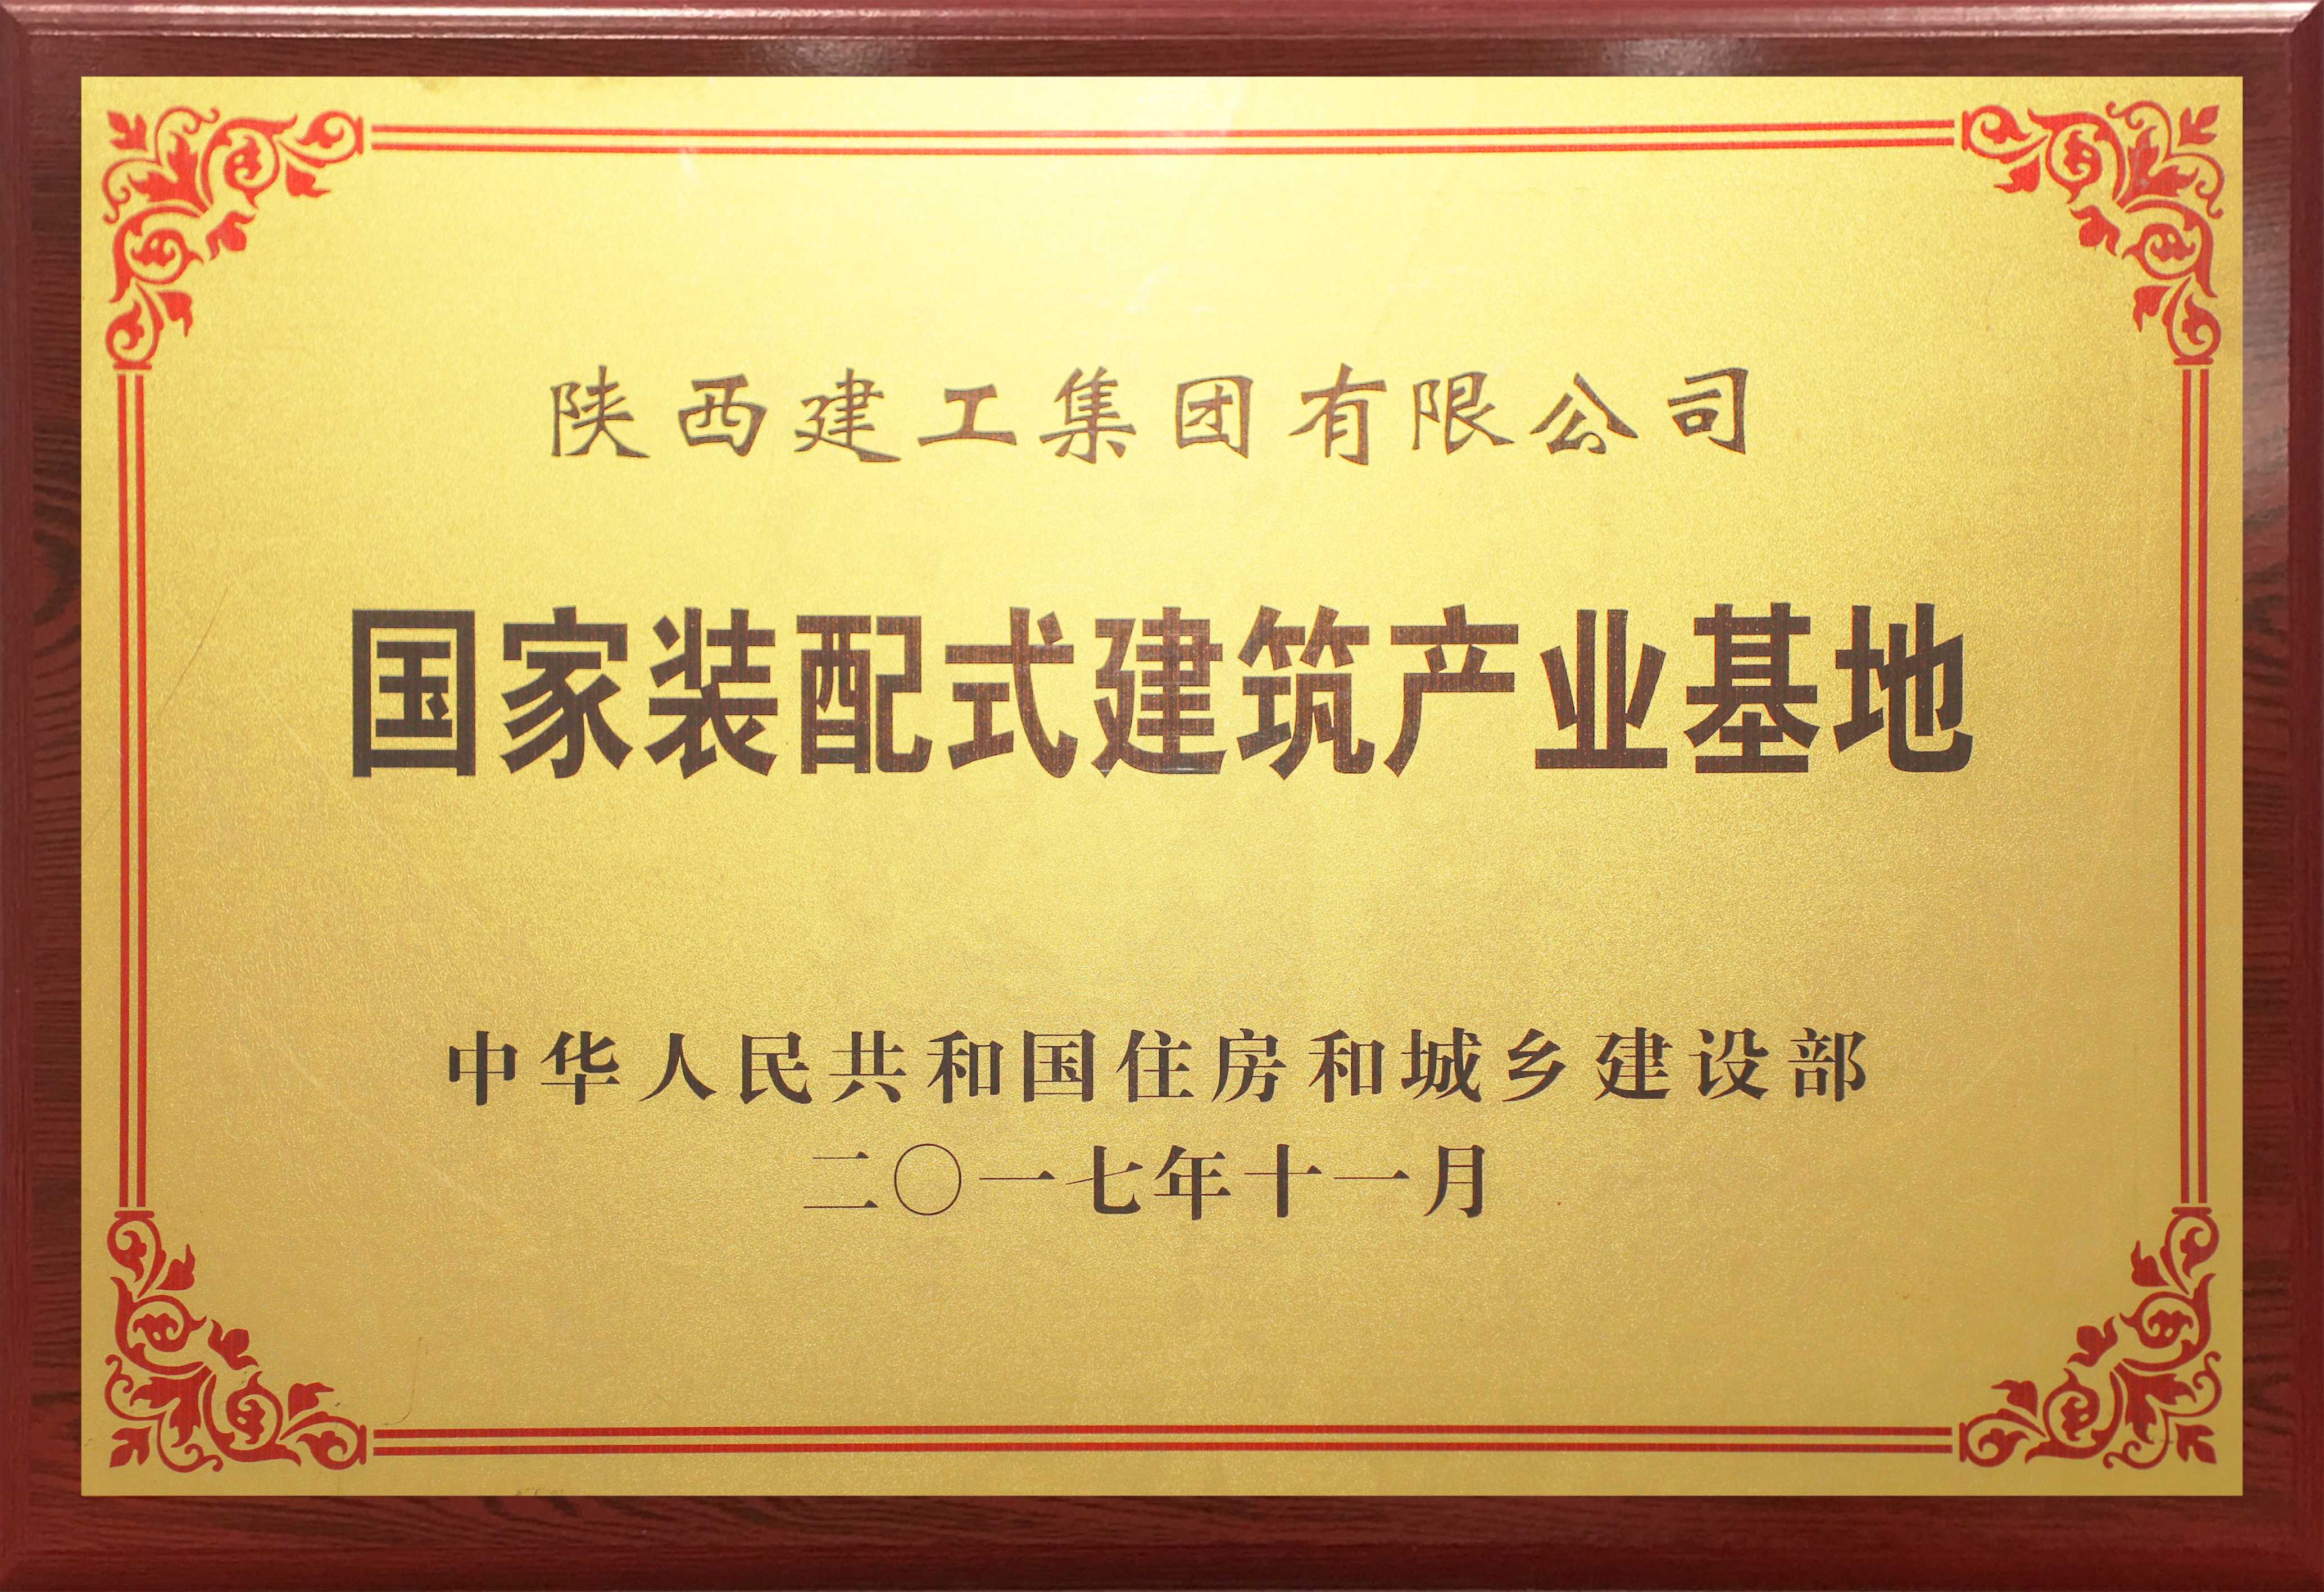 陕西建工集团有限公司
国家装配式建筑产业基地
中华人民共和国住房和城乡建设部
二〇一七年十一月